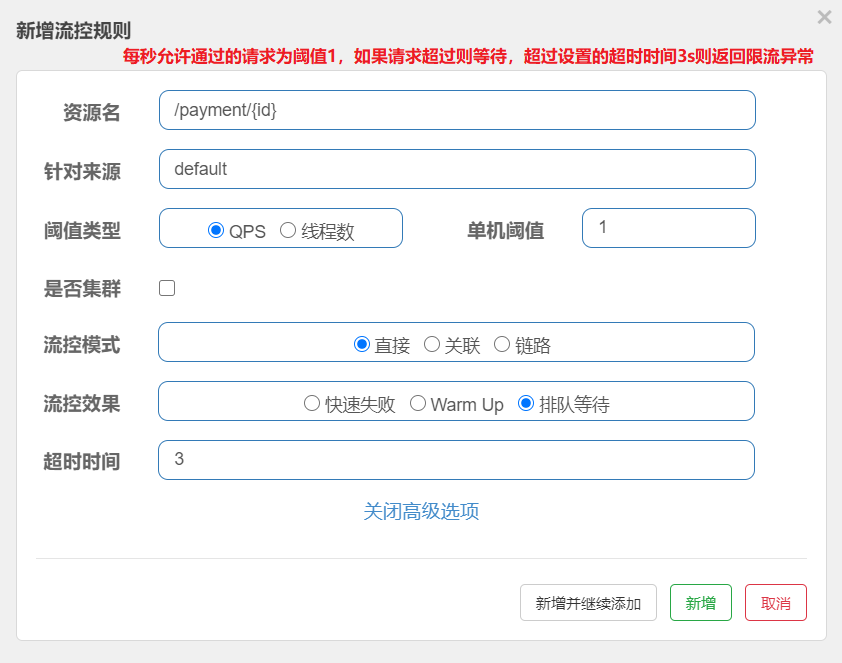 新增流控规则
×
每秒允许通过的请求为阈值1，如果请求超过则等待，超过设置的超时时间3s则返回限流异常
资源名 /payment/{id}
针对来源 default
阈值类型 QPS 线程数 单机阈值 1
是否集群
流控模式 直接 关联 链路
流控效果 快速失败 Warm Up 排队等待
超时时间 3
关闭高级选项
新增并继续添加 新增 取消